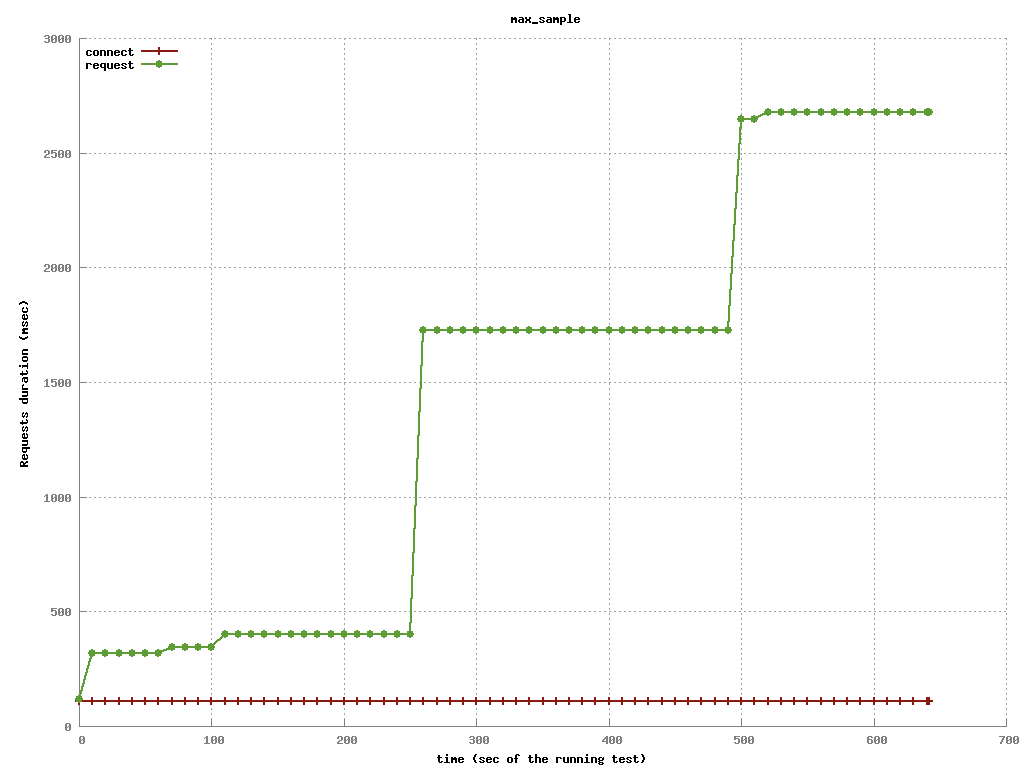 max_sample
3000
connect
request
2500
2000
Requests duration (msec)
1500
1000
500
0
0 100 200 300 400 500 600 700
time (sec of the running test)